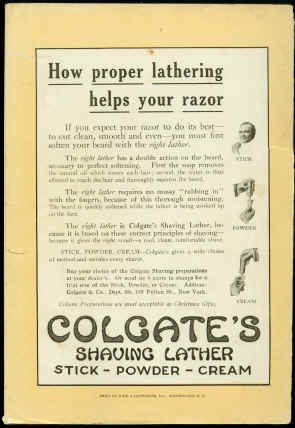 How proper lathering
helps your razor
If you expect your razor to do its best—
to cut clean, smooth and even—you must
first soften your beard with the right lather.
The right lather has a double action on the beard,
necessary to perfect softening. First the soap removes
the natural oil which coats each hair; second, the water is thus
allowed to reach the hair and thoroughly moisten the beard.
The right lather requires no mussy "rubbing in"
with the fingers, because of this thorough moistening.
The beard is quickly softened while the lather is being worked up
on the face.
The right lather is Colgate's Shaving Lather, be-
cause it is based on these correct principles of shaving—
because it gives the right result—a cool, clean, comfortable shave.
STICK, POWDER, CREAM—Colgate's gives a wide choice
of method and satisfies every shaver.
Buy your choice of the Colgate Shaving preparations
at your dealer's. Or send us 4 cents in stamps for a
trial size of the Stick, Powder, or Cream. Address
Colgate & Co., Dept. 80, 199 Fulton St., New York.
Colgate Preparations are most acceptable as Christmas Gifts.
STICK
POWDER
CREAM
COLGATE'S
SHAVING LATHER
STICK - POWDER - CREAM